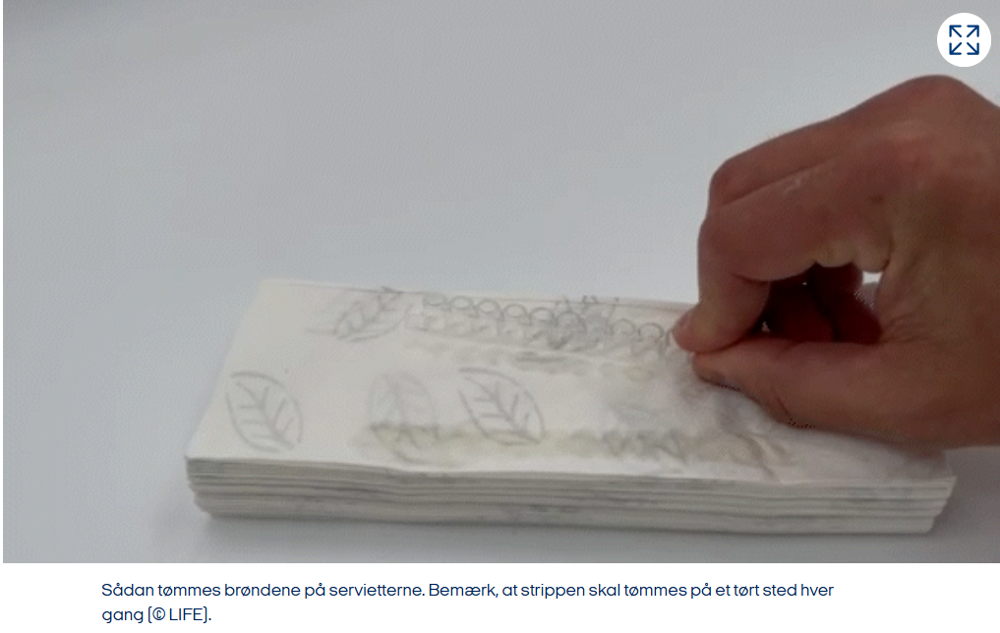 Sådan tømmes brøndene på servietterne. Bemærk, at strippen skal tømmes på et tørt sted hver
gang (© LIFE).